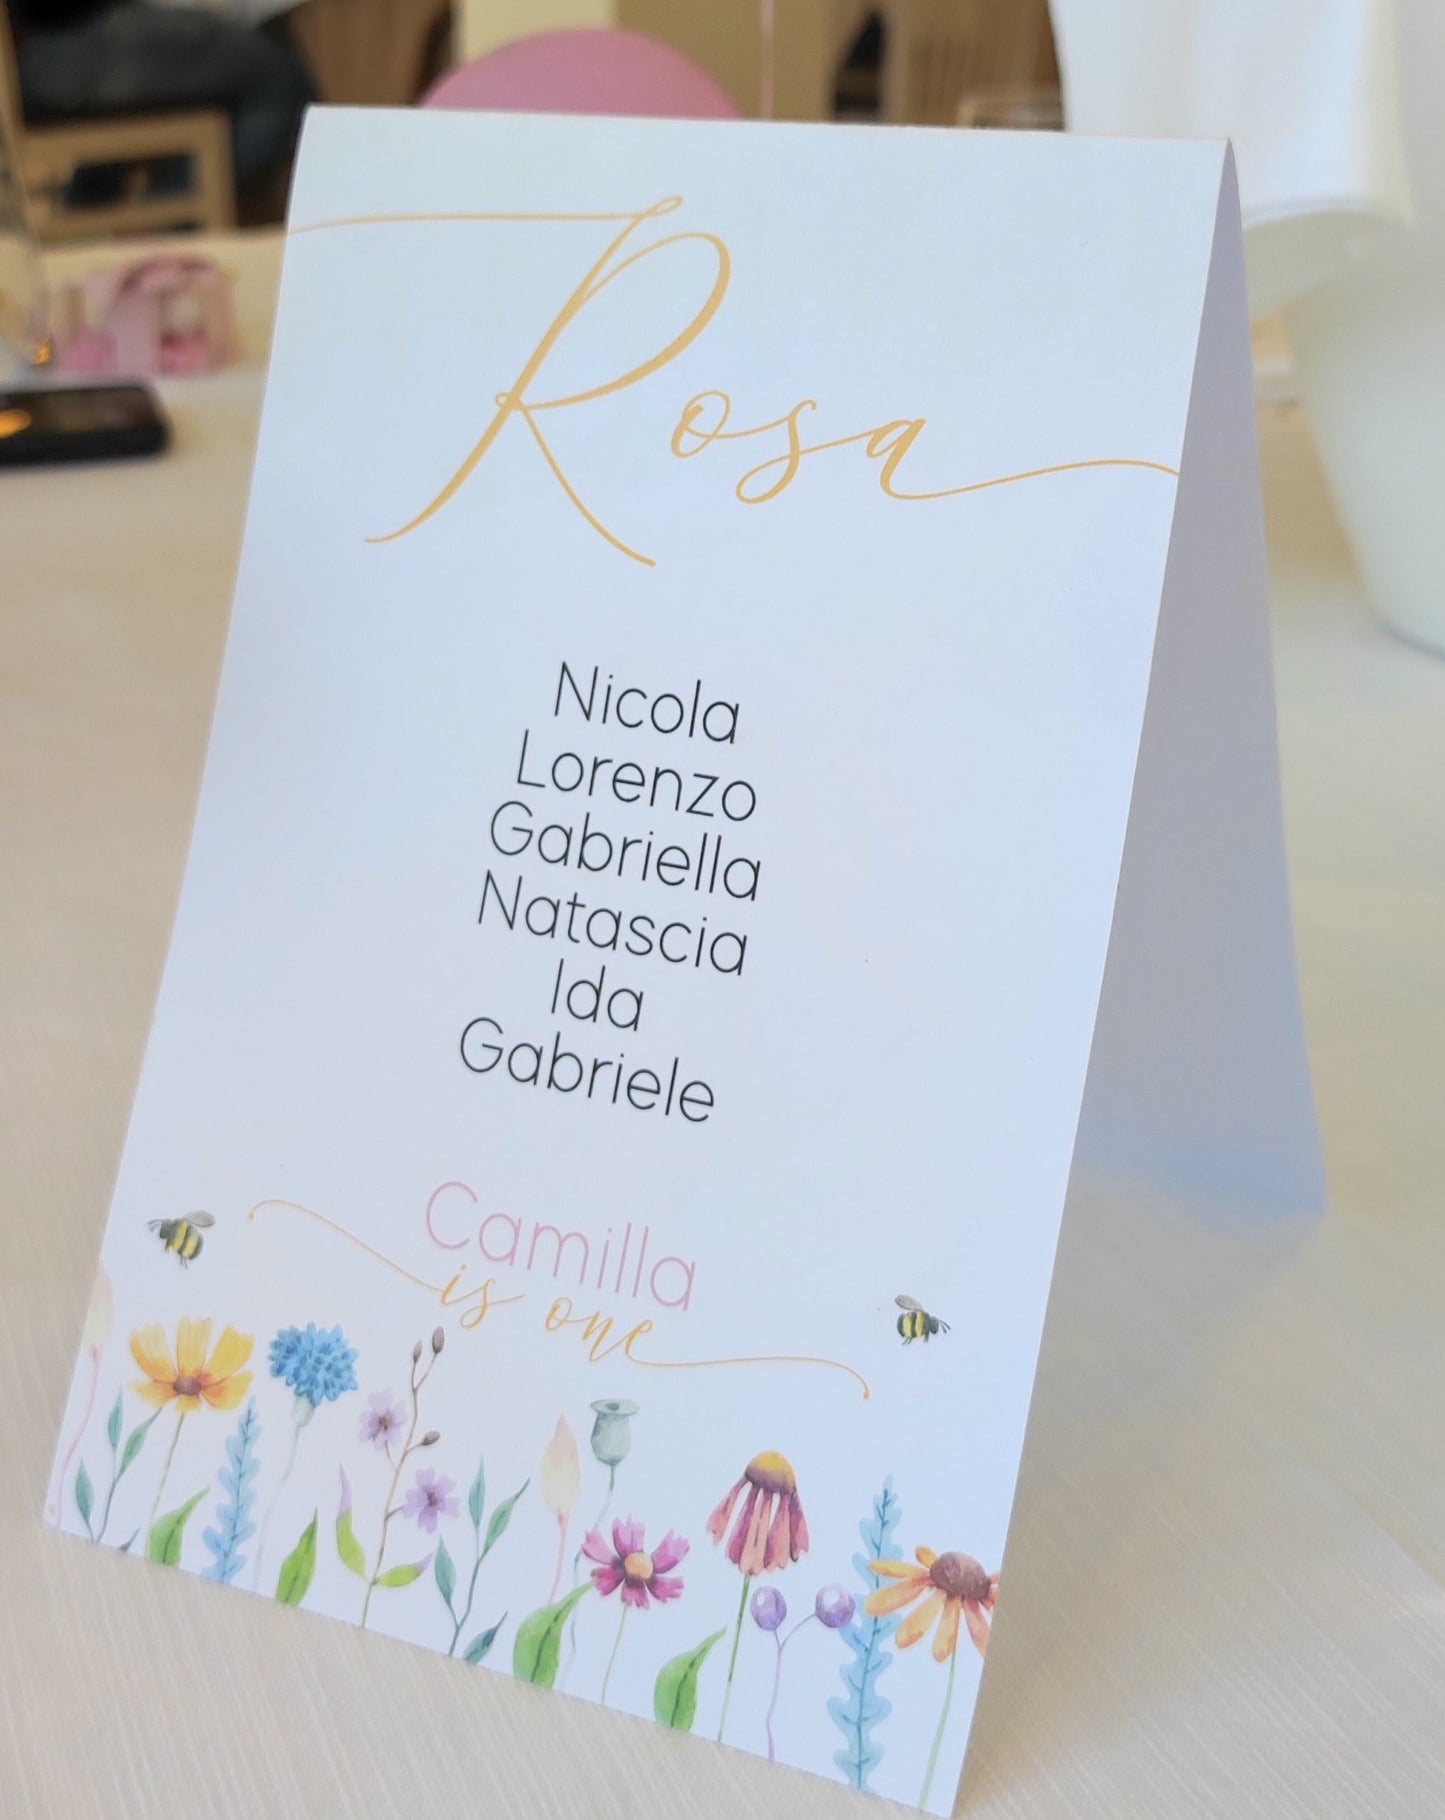 Rosa
Nicola
Lorenzo
Gabriella
Natascia
Ida
Gabriele
Camilla
is one